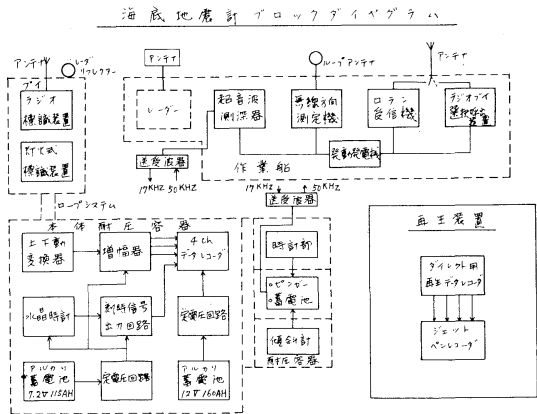 海底地震計ブロックダイヤグラム
アンテナ
レーダ
リフレクター
ブイ
ラジオ
標識装置
灯火式
標識装置
ロープシステム
アンテナ
レーダー
超音波
測深器
ループアンテナ
無線方向
測定機
ロラン
受信機
アンテナ
ラジオブイ
選択呼出
装置
発動発電機
作業船
送受波器
17KHZ 50KHZ
17KHZ 50KHZ
送受波器
本体耐圧容器
上下動
変換器
増幅器
4ch
データレコーダ
水晶時計
刻時信号
出力回路
定電圧回路
アルカリ
蓄電池
7.2V 115AH
定電圧回路
アルカリ
蓄電池
12V 160AH
時計部
ピンガー
蓄電池
傾斜計
耐圧容器
再生装置
ダイレクト用
再生データレコーダ
ジェット
ペンレコーダ